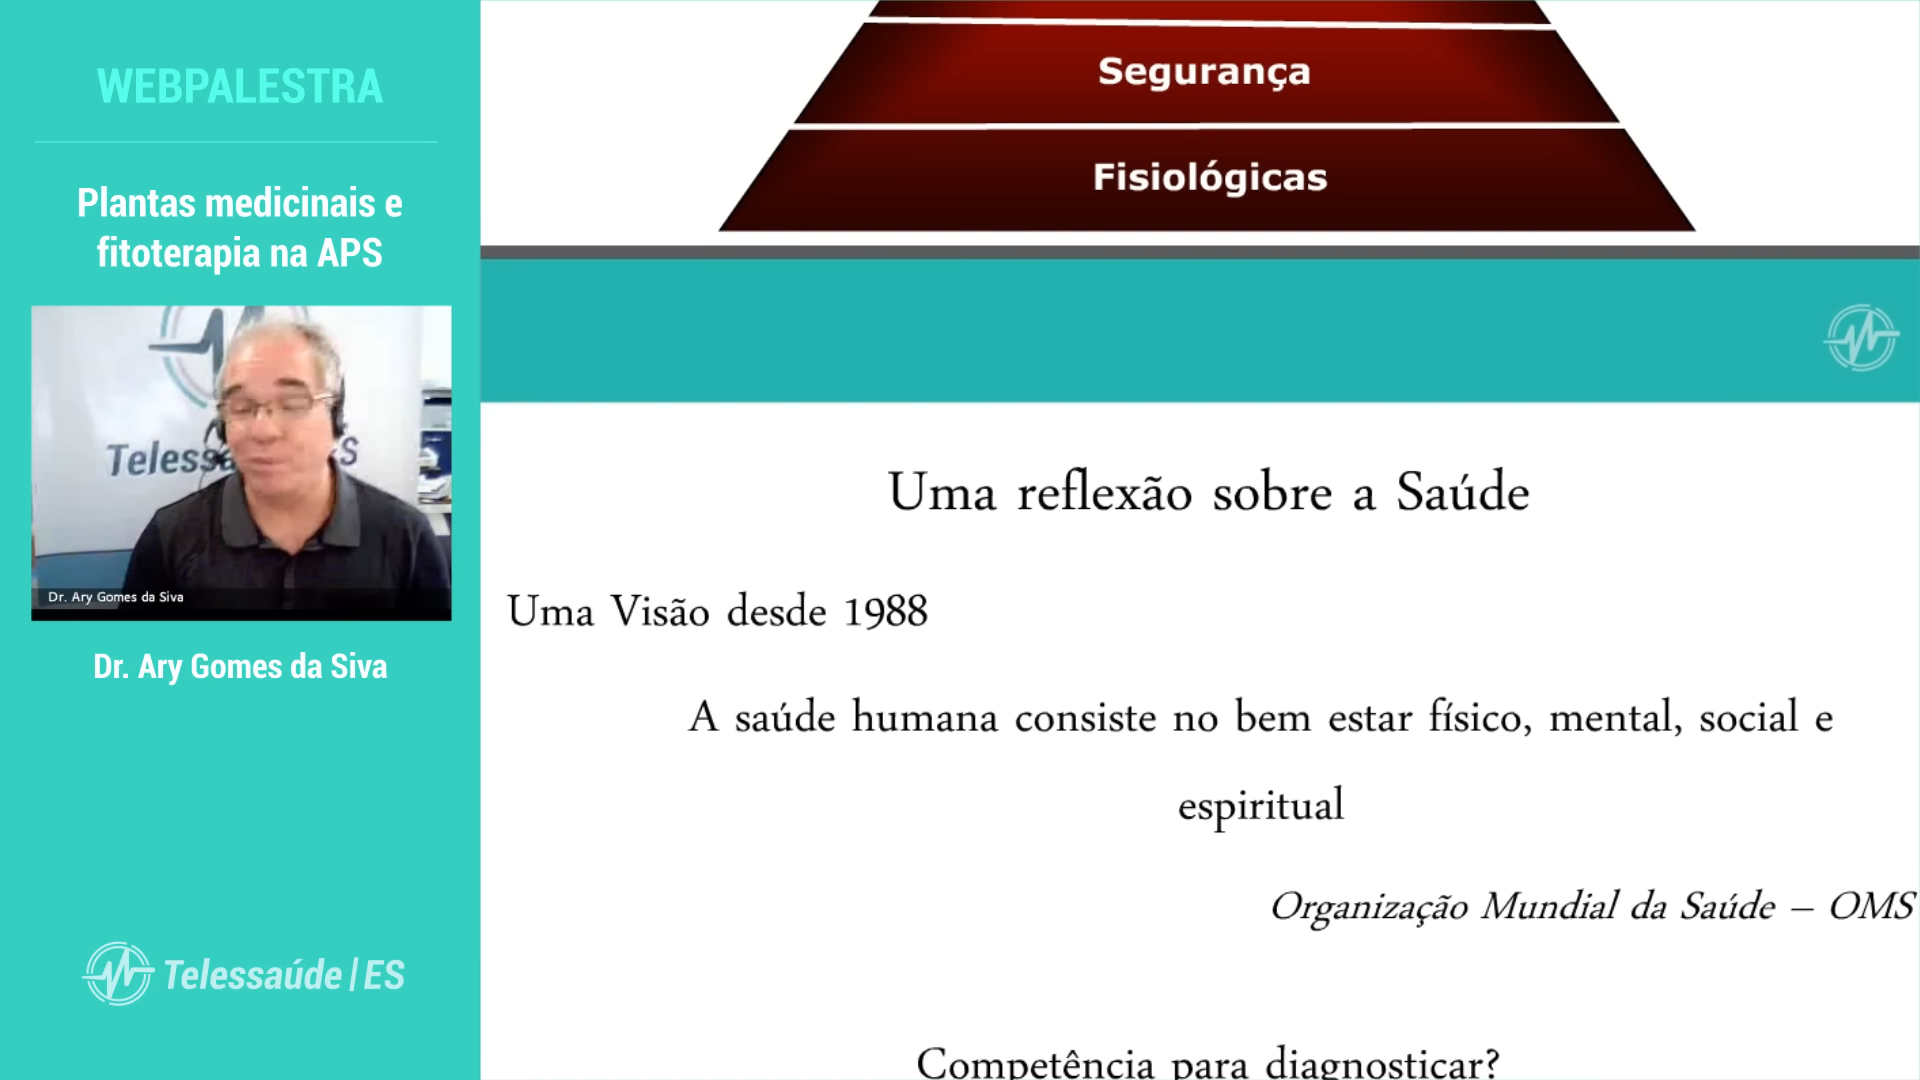 WEBPALESTRA
Plantas medicinais e
fitoterapia na APS
Telessa
S
Dr. Ary Gomes da Siva
Dr. Ary Gomes da Siva
Telessaúde|ES
Segurança
Fisiológicas
Uma reflexão sobre a Saúde
Uma Visão desde 1988
A saúde humana consiste no bem estar físico, mental, social e
espiritual
Organização Mundial da Saúde – OMS
Competência para diagnosticar?